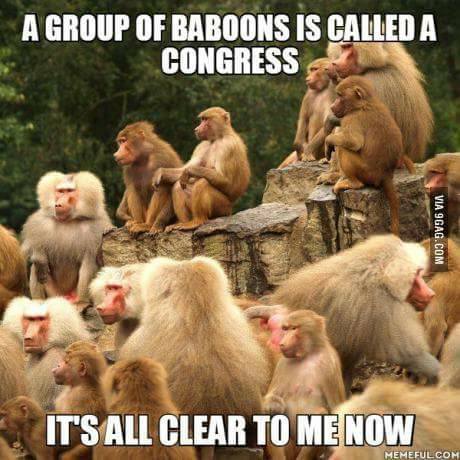 A GROUP OF BABOONS IS CALLED A
CONGRESS
VIA 9GAG.COM
IT'S ALL CLEAR TO ME NOW
MEMEFUL.COM